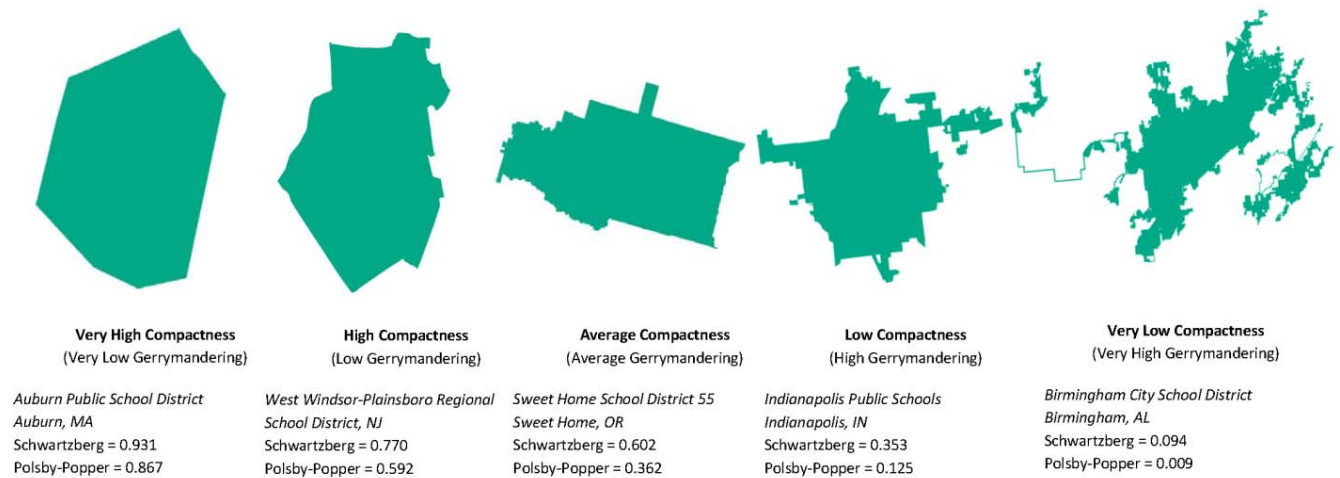 Very High Compactness
(Very Low Gerrymandering)
Auburn Public School District
Auburn, MA
Schwartzberg = 0.931
Polsby-Popper = 0.867
High Compactness
(Low Gerrymandering)
West Windsor-Plainsboro Regional
School District, NJ
Schwartzberg = 0.770
Polsby-Popper = 0.592
Average Compactness
(Average Gerrymandering)
Sweet Home School District 55
Sweet Home, OR
Schwartzberg = 0.602
Polsby-Popper = 0.362
Low Compactness
(High Gerrymandering)
Indianapolis Public Schools
Indianapolis, IN
Schwartzberg = 0.353
Polsby-Popper = 0.125
Very Low Compactness
(Very High Gerrymandering)
Birmingham City School District
Birmingham, AL
Schwartzberg = 0.094
Polsby-Popper = 0.009